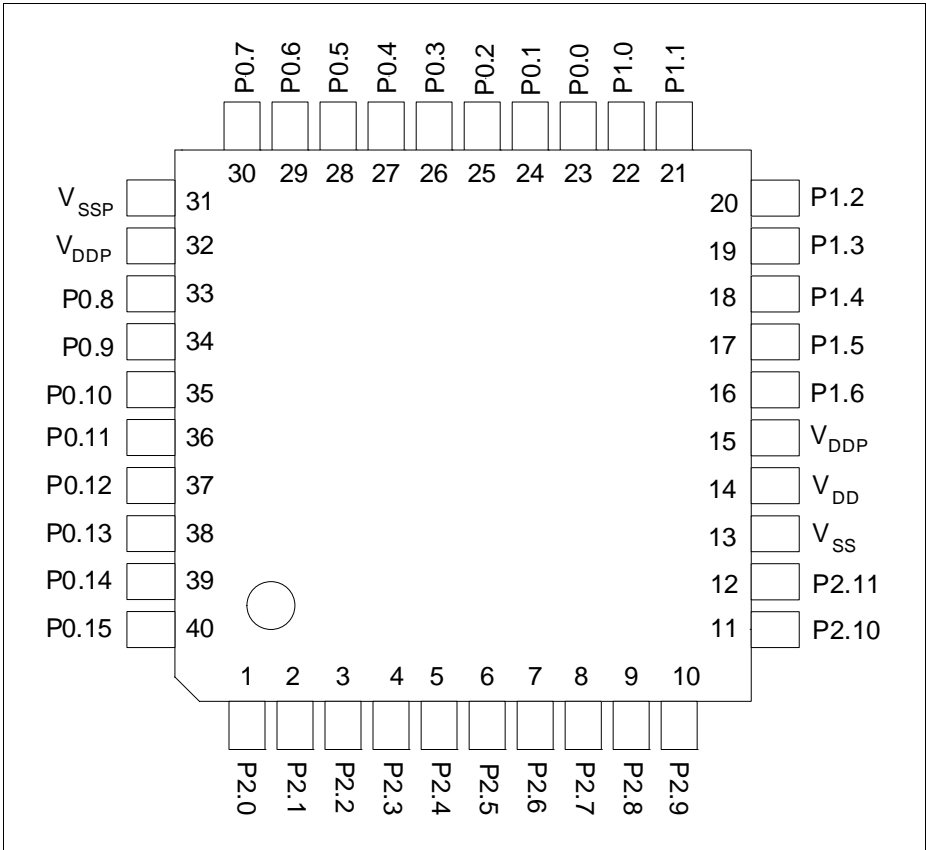 P0.7 P0.6 P0.5 P0.4 P0.3 P0.2 P0.1 P0.0 P1.0 P1.1
30 29 28 27 26 25 24 23 22 21
VSSP 31 20 P1.2
VDDP 32 19 P1.3
P0.8 33 18 P1.4
P0.9 34 17 P1.5
P0.10 35 16 P1.6
P0.11 36 15 VDDP
P0.12 37 14 VDD
P0.13 38 13 VSS
P0.14 39 12 P2.11
P0.15 40 11 P2.10
1 2 3 4 5 6 7 8 9 10
P2.0 P2.1 P2.2 P2.3 P2.4 P2.5 P2.6 P2.7 P2.8 P2.9